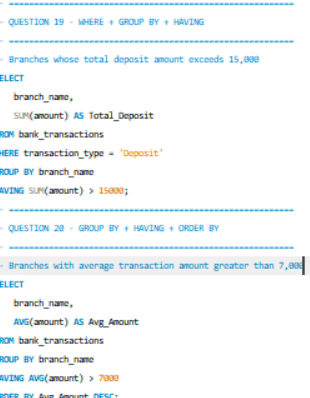 - ================================================
- QUESTION 19 - WHERE + GROUP BY + HAVING
- ================================================
- Branches whose total deposit amount exceeds 15,000
ELECT
branch_name,
SUM(amount) AS Total_Deposit
ROM bank_transactions
HERE transaction_type = 'Deposit'
ROUP BY branch_name
AVING SUM(amount) > 15000;
- ================================================
- QUESTION 20 - GROUP BY + HAVING + ORDER BY
- ================================================
- Branches with average transaction amount greater than 7,000
ELECT
branch_name,
AVG(amount) AS Avg_Amount
ROM bank_transactions
ROUP BY branch_name
AVING AVG(amount) > 7000
RDER BY Avg_Amount DESC;